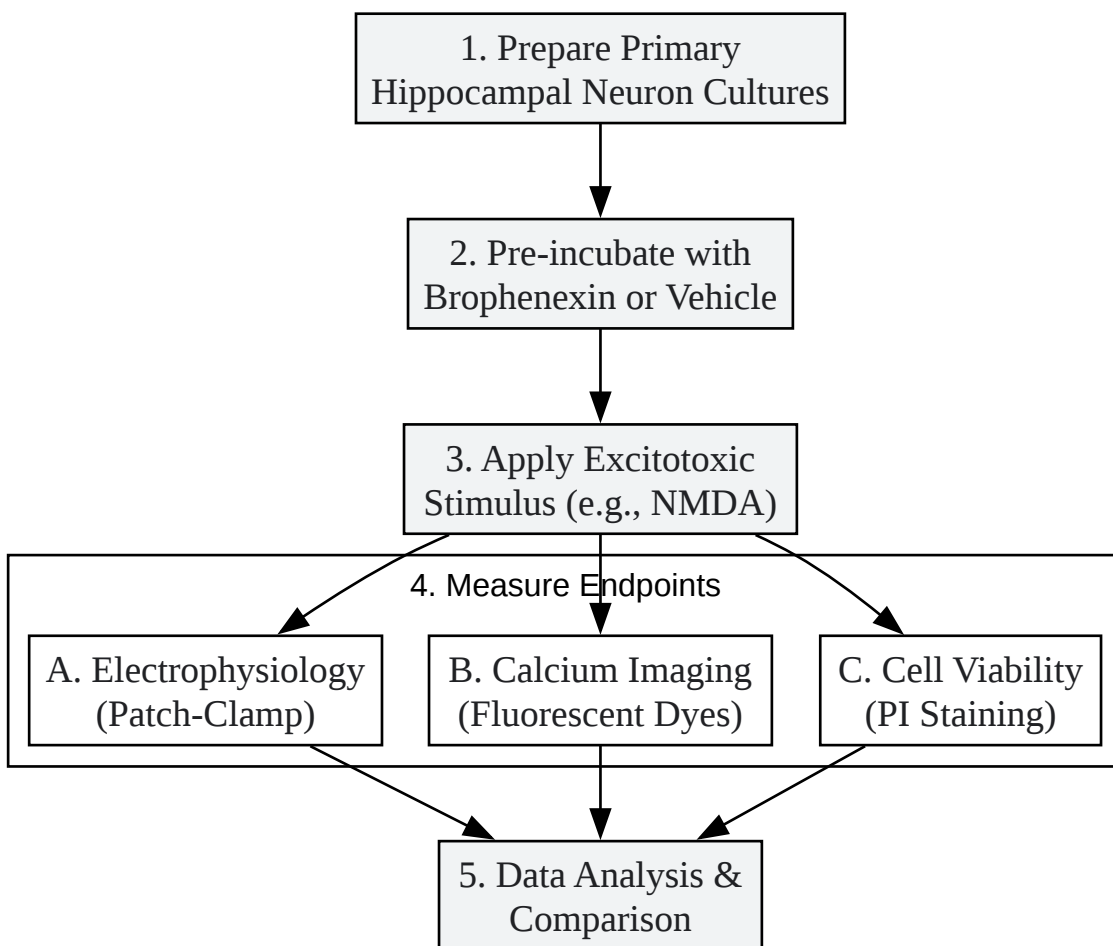 1. Prepare Primary
Hippocampal Neuron Cultures
2. Pre-incubate with
Brophenexin or Vehicle
3. Apply Excitotoxic
Stimulus (e.g., NMDA)
4. Measure Endpoints
A. Electrophysiology
(Patch-Clamp)
B. Calcium Imaging
(Fluorescent Dyes)
C. Cell Viability
(PI Staining)
5. Data Analysis &
Comparison